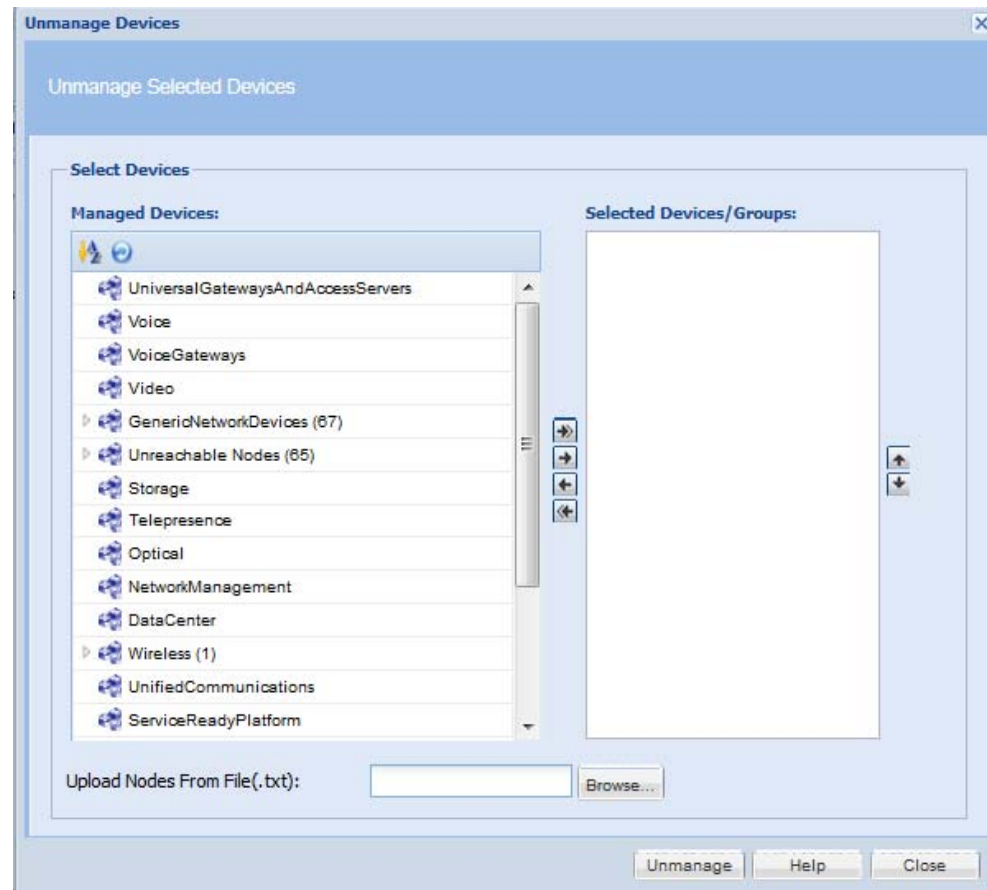 Unmanage Devices
Unmanage Selected Devices
Select Devices
Managed Devices:
Selected Devices/Groups:
UniversalGatewaysAndAccessServers
Voice
VoiceGateways
Video
GenericNetworkDevices (67)
Unreachable Nodes (65)
Storage
Telepresence
Optical
NetworkManagement
DataCenter
Wireless (1)
UnifiedCommunications
ServiceReadyPlatform
Upload Nodes From File(.txt):
Browse...
Unmanage
Help
Close